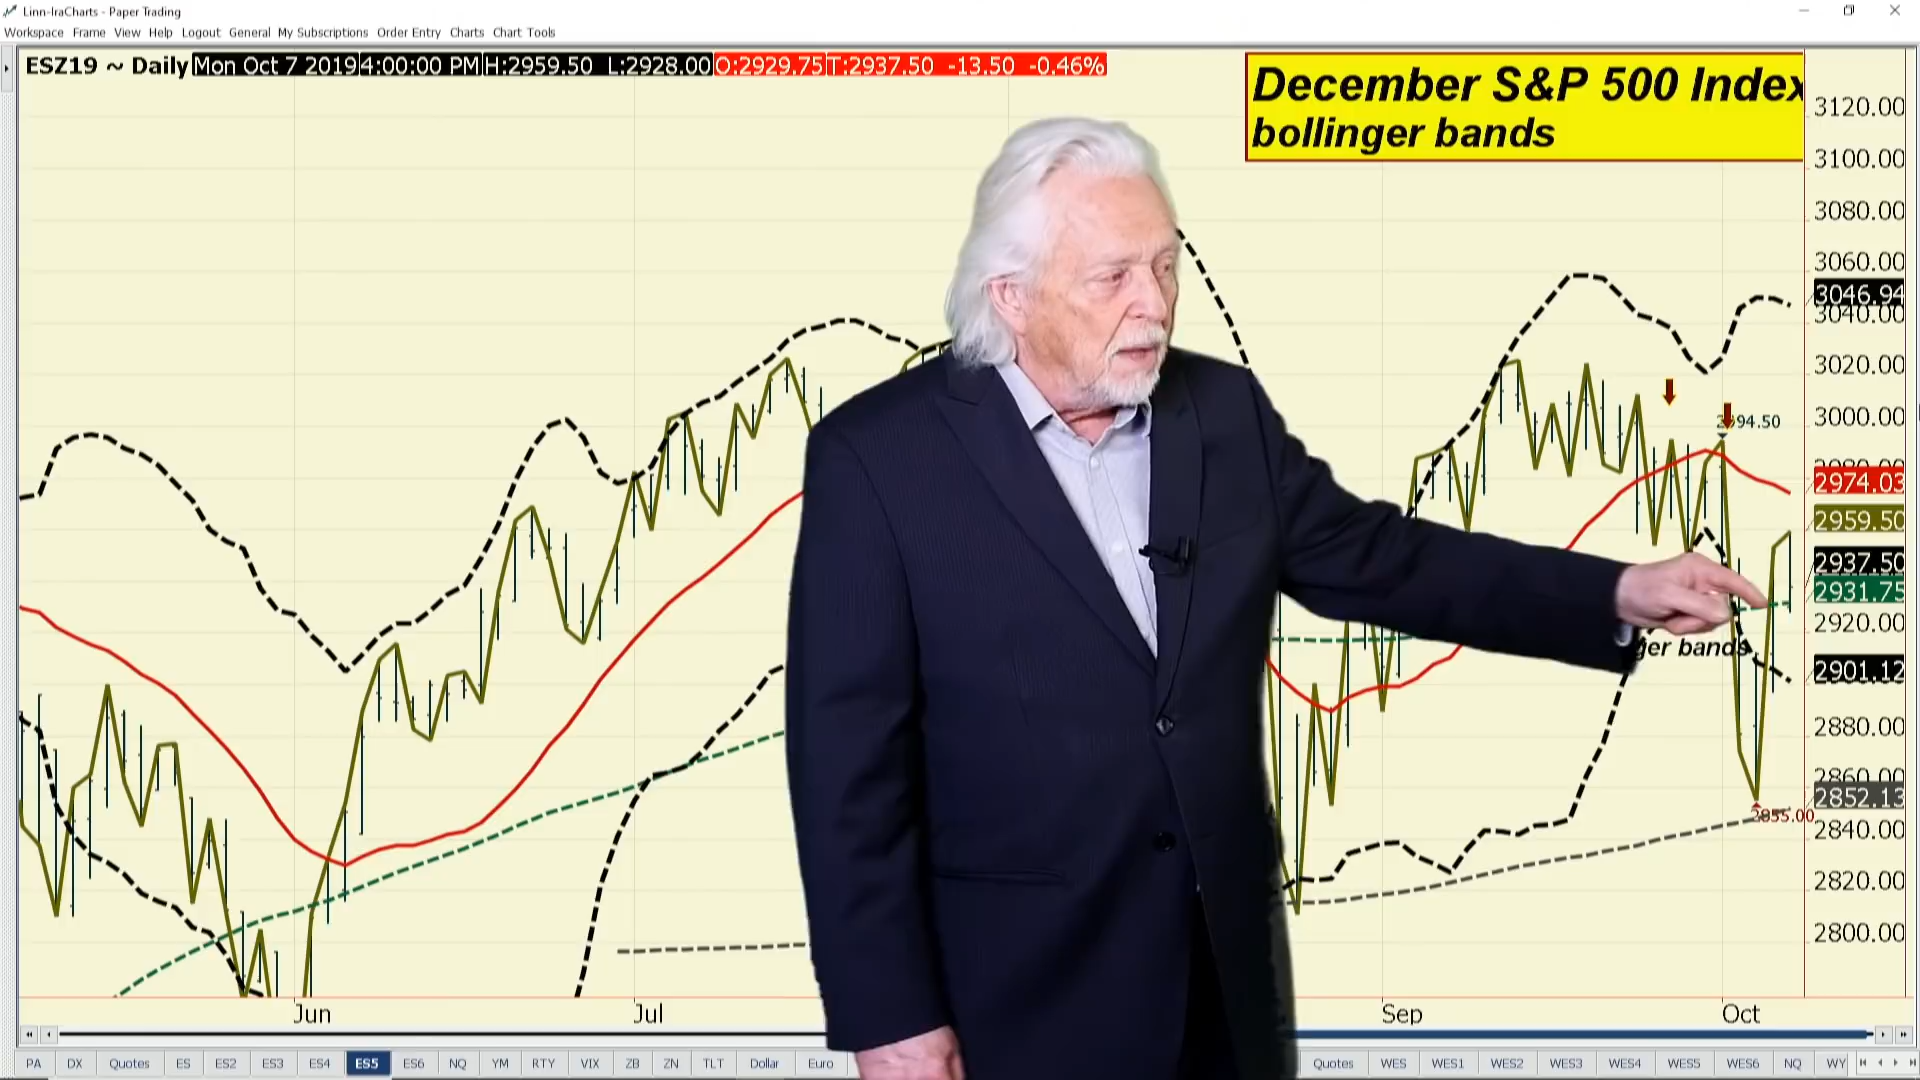 Linn-IraCharts - Paper Trading
Workspace Frame View Help Logout General My Subscriptions Order Entry Charts Chart Tools
ESZ19 ~ Daily Mon Oct 7 2019 4:00:00 PM H:2959.50 L:2928.00 O:2929.75 T:2937.50 -13.50 -0.46%
December S&P 500 Index
bollinger bands
3120.00
3100.00
3080.00
3060.00
3046.94
3040.00
3020.00
3000.00
2974.03
2959.50
2937.50
2931.75
2920.00
2901.12
2880.00
2860.00
2852.13
2840.00
2820.00
2800.00
94.50
ger bands
2855.00
Jun Jul Sep Oct
PA DX Quotes ES ES2 ES3 ES4 ES5 ES6 NQ YM RTY VIX ZB ZN TLT Dollar Euro Quotes WES WES1 WES2 WES3 WES4 WES5 WES6 NQ WY